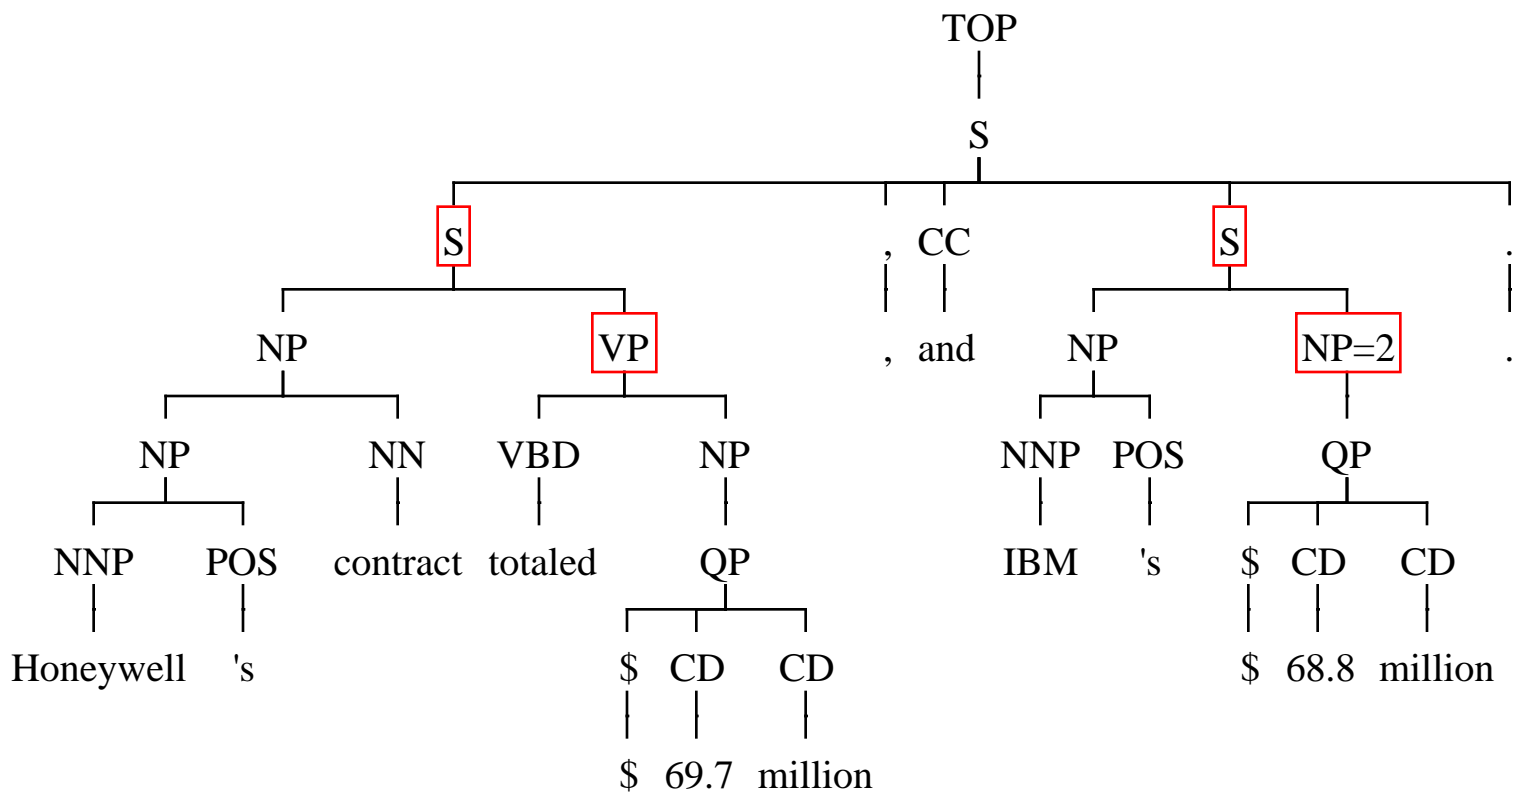 TOP
S
S , CC S .
NP VP , and NP NP=2 .
NP NN VBD NP NNP POS QP
NNP POS contract totaled QP IBM 's $ CD CD
Honeywell 's $ CD CD $ 68.8 million
$ 69.7 million